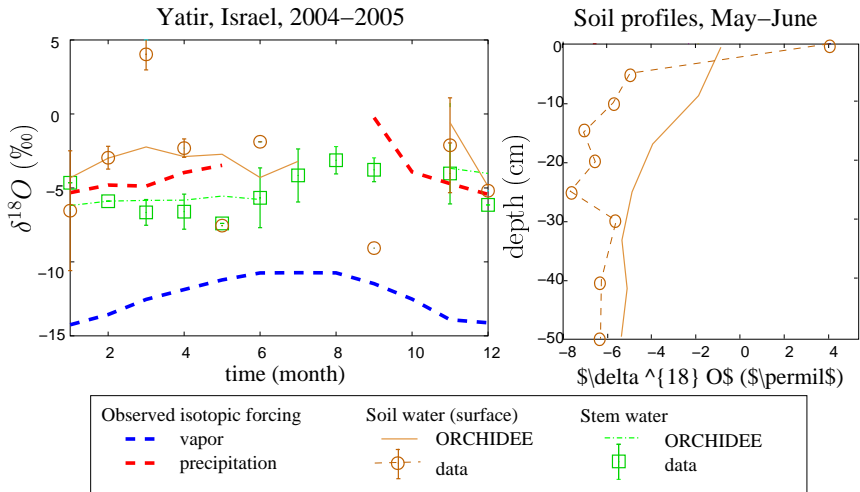 Yatir, Israel, 2004−2005
5
0
−5
−10
−15
2
4
6
8
10
12
time (month)
δ¹⁸O (‰)
Soil profiles, May−June
0
−10
−20
−30
−40
−50
−8
−6
−4
−2
0
2
4
depth (cm)
$\delta ^{18} O$ ($\permil$)
Observed isotopic forcing
vapor
precipitation
Soil water (surface)
ORCHIDEE
data
Stem water
ORCHIDEE
data